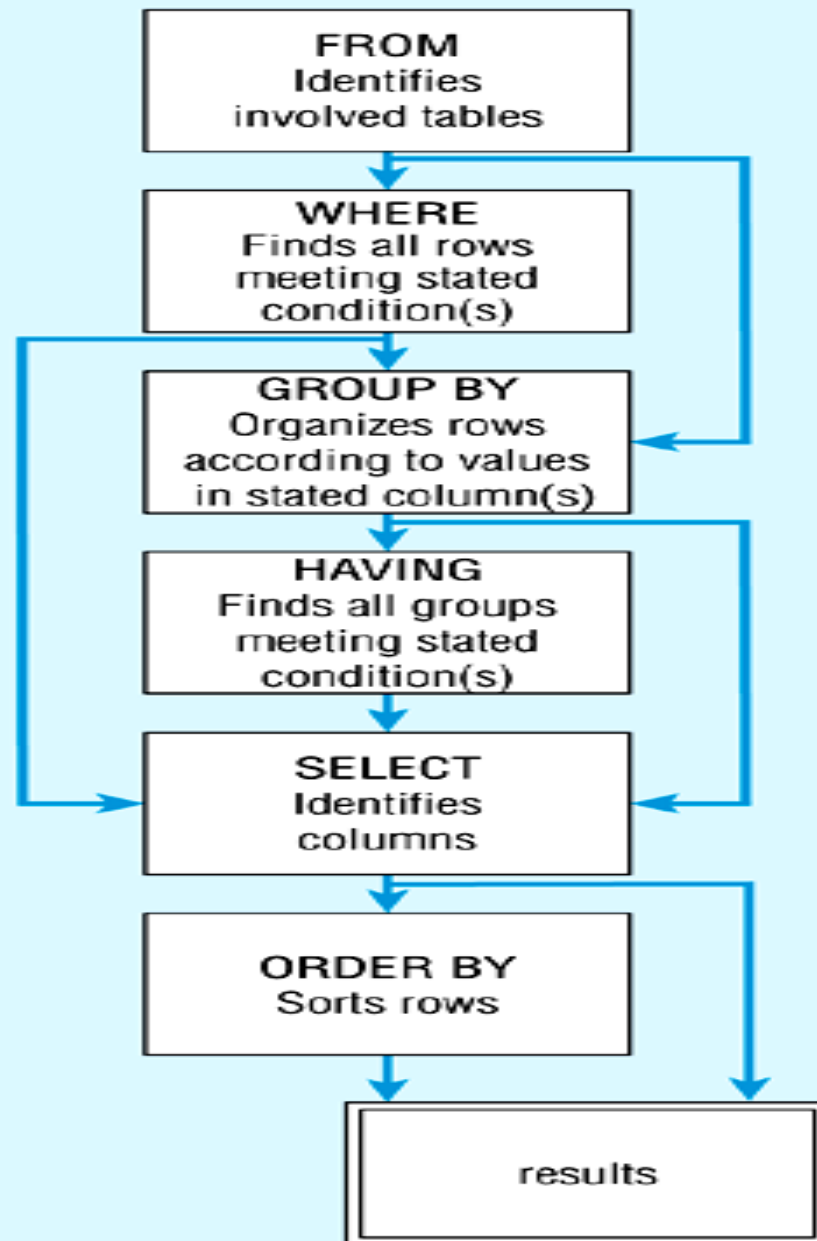 FROM
Identifies
involved tables
WHERE
Finds all rows
meeting stated
condition(s)
GROUP BY
Organizes rows
according to values
in stated column(s)
HAVING
Finds all groups
meeting stated
condition(s)
SELECT
Identifies
columns
ORDER BY
Sorts rows
results